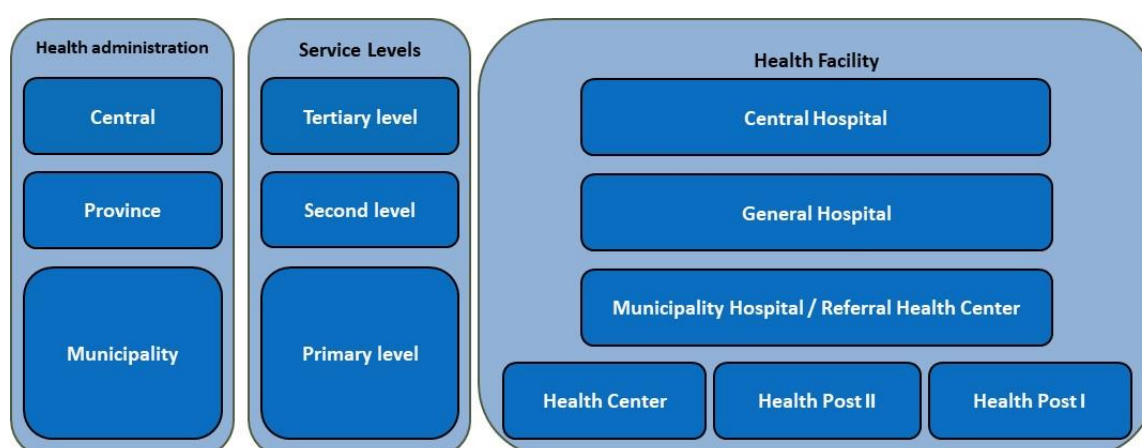 Health administration
Central
Province
Municipality
Service Levels
Tertiary level
Second level
Primary level
Health Facility
Central Hospital
General Hospital
Municipality Hospital / Referral Health Center
Health Center
Health Post II
Health Post I